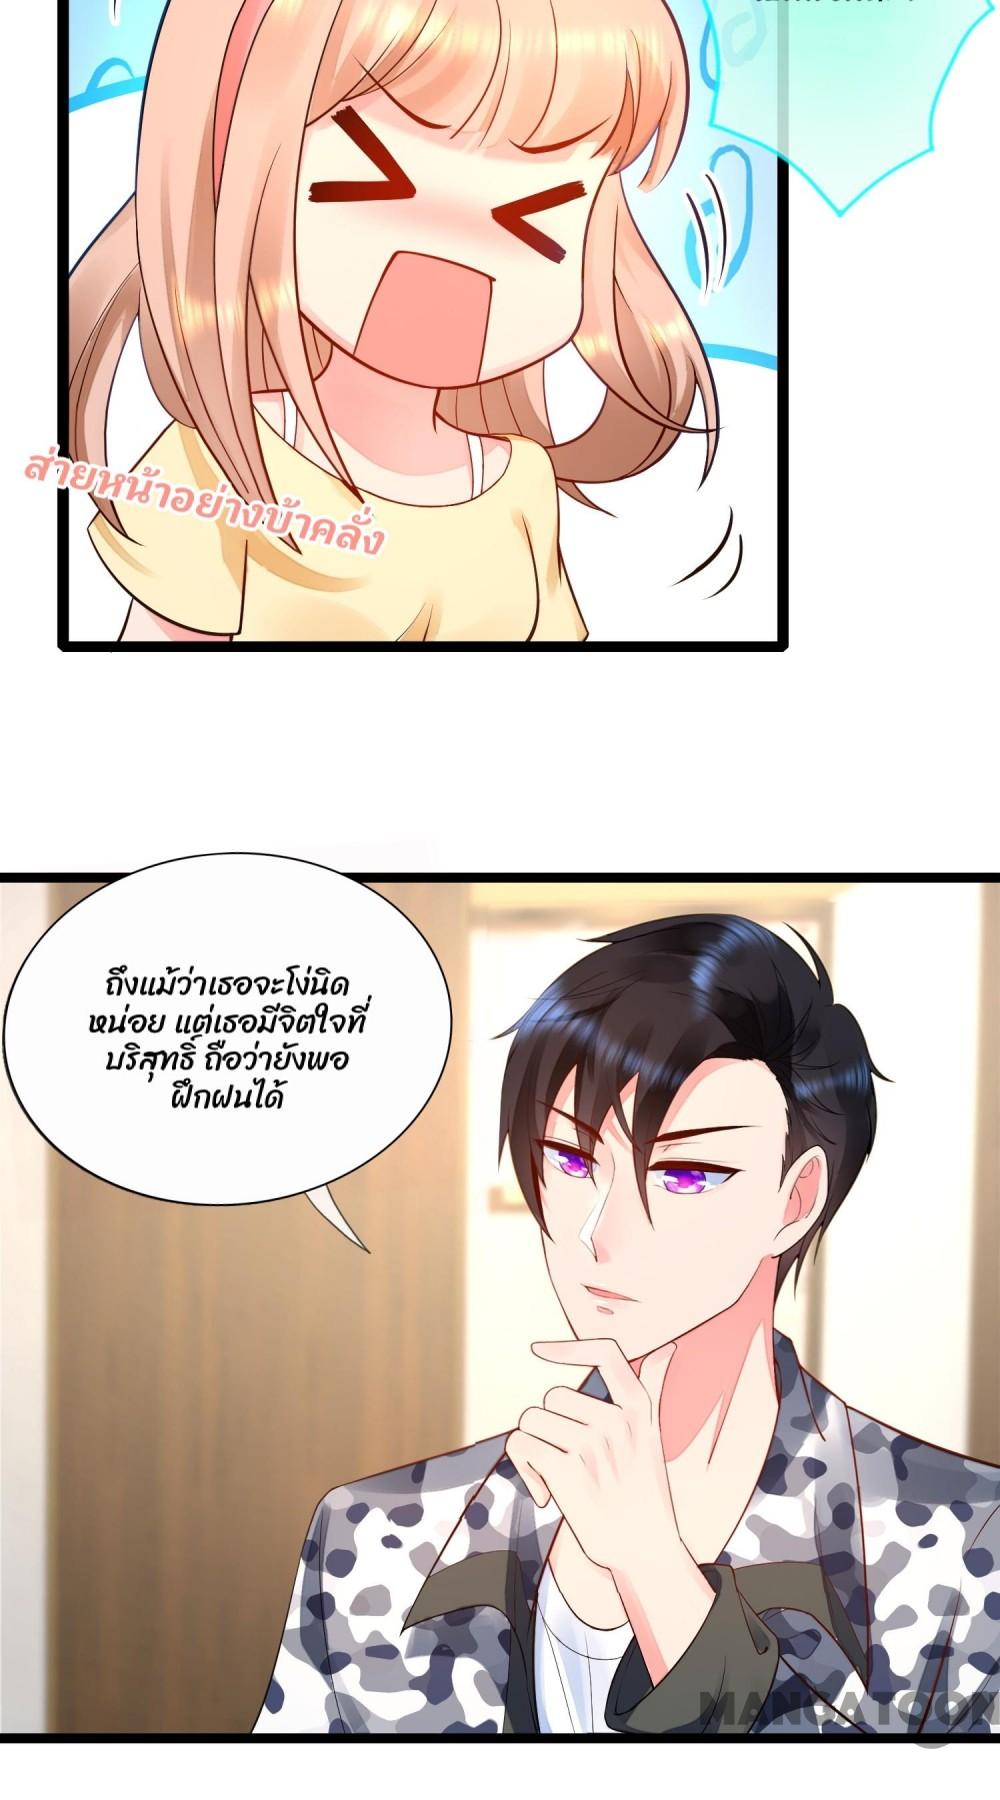 ส่ายหน้าอย่างบ้าคลั่ง
ถึงแม้ว่าเธอจะโง่นิด
หน่อย แต่เธอมีจิตใจที่
บริสุทธิ์ ถือว่ายังพอ
ฝึกฝนได้
MANGATOON